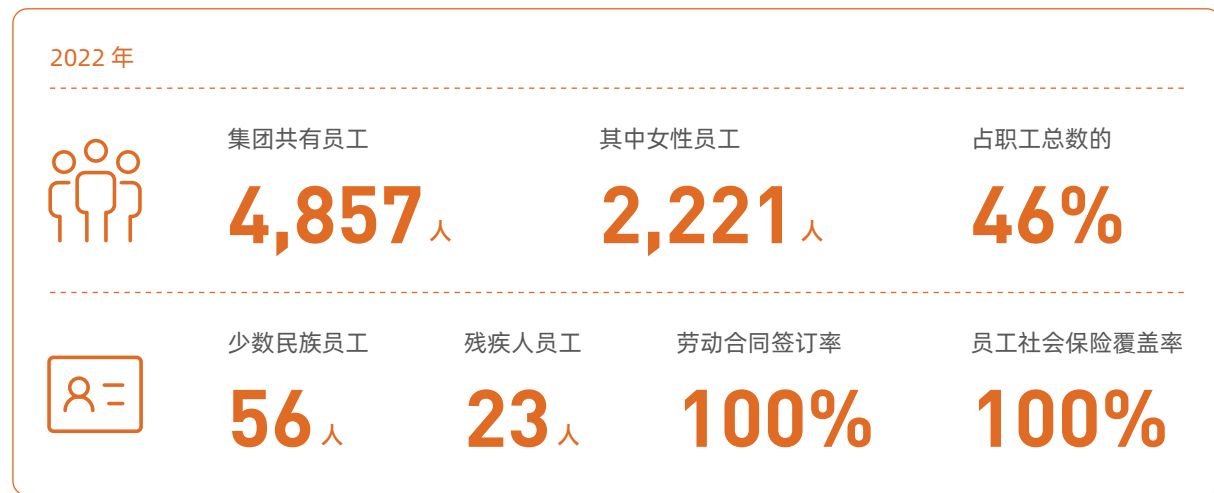 2022 年
集团共有员工
4,857 人
其中女性员工
2,221 人
占职工总数的
46%
少数民族员工
56 人
残疾人员工
23 人
劳动合同签订率
100%
员工社会保险覆盖率
100%